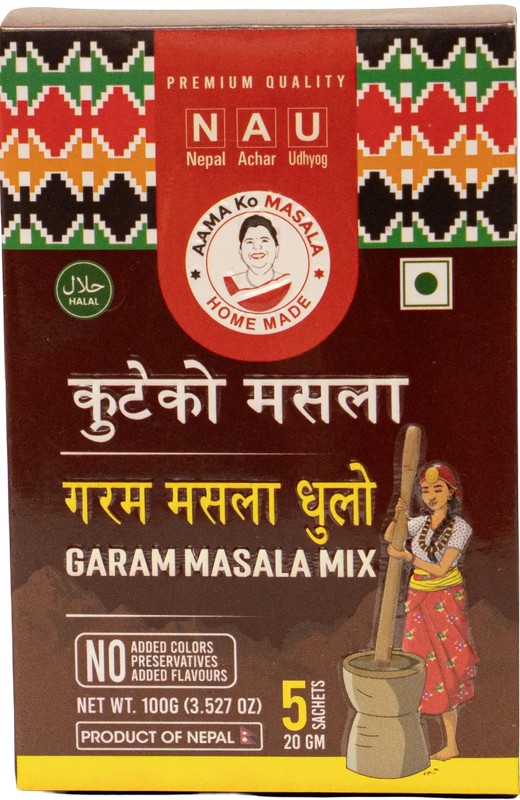 PREMIUM QUALITY
NAU
Nepal Achar Udhyog
AAMA Ko MASALA
HOME MADE
حلال
HALAL
कुटेको मसला
गरम मसला धुलो
GARAM MASALA MIX
NO ADDED COLORS
PRESERVATIVES
ADDED FLAVOURS
NET WT. 100G (3.527 OZ)
PRODUCT OF NEPAL
5 SACHETS
20 GM